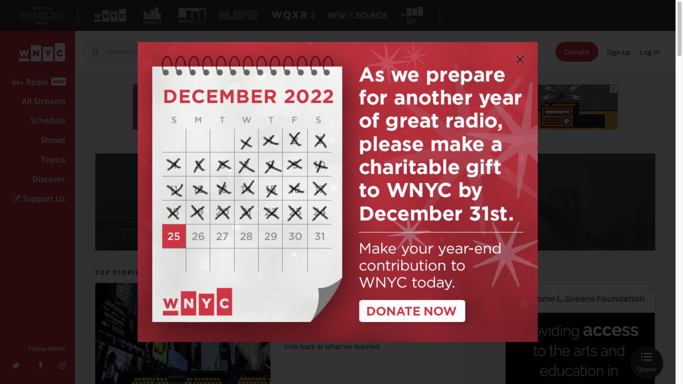 WNYC
NJPR
WQXR
NEW SOUNDS
WNYC
Donate
Sign up
Log in
Radio NEW
All Streams
Schedule
Shows
Topics
Discover
Support Us
As we prepare
for another year
of great radio,
please make a
charitable gift
to WNYC by
December 31st.
Make your year-end
contribution to
WNYC today.
DONATE NOW
DECEMBER 2022
S M T W T F S
25 26 27 28 29 30 31
WNYC
TOP STORIES
look back at what we learned.
Follow WNYC
me L. Greene Foundation
oviding access
to the arts and
education in
Queue